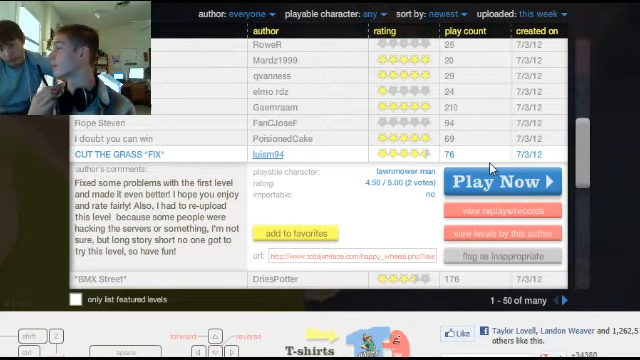 author: everyone playable character: any sort by: newest uploaded: this week
author rating play count created on
RoweR 25 7/3/12
Mardz1999 20 7/3/12
qvanness 29 7/3/12
elmo rdz 24 7/3/12
Gaemraam 210 7/3/12
Rope Steven FanCJoseF 94 7/3/12
I doubt you can win PoisionedCake 69 7/3/12
CUT THE GRASS *FIX* luism94 76 7/3/12
author's comments:
Fixed some problems with the first level
and made it even better! I hope you enjoy
and rate fairly! Also, I had to re-upload
this level because some people were
hacking the servers or something, I'm not
sure, but long story short no one got to
try this level, so have fun!
playable character: lawnmower man
rating: 4.50 / 5.00 (2 votes)
importable: no
add to favorites
url: http://www.totaljerkface.com/happy_wheels.php?
Play Now
view replays/records
view levels by this author
flag as inappropriate
"BMX Street" DriesPotter 176 7/3/12
only list featured levels 1 - 50 of many
shift Z
forward reverse
space
T-shirts
Like Taylor Lovell, Landon Weaver and 1,262,5
others like this.
+34380